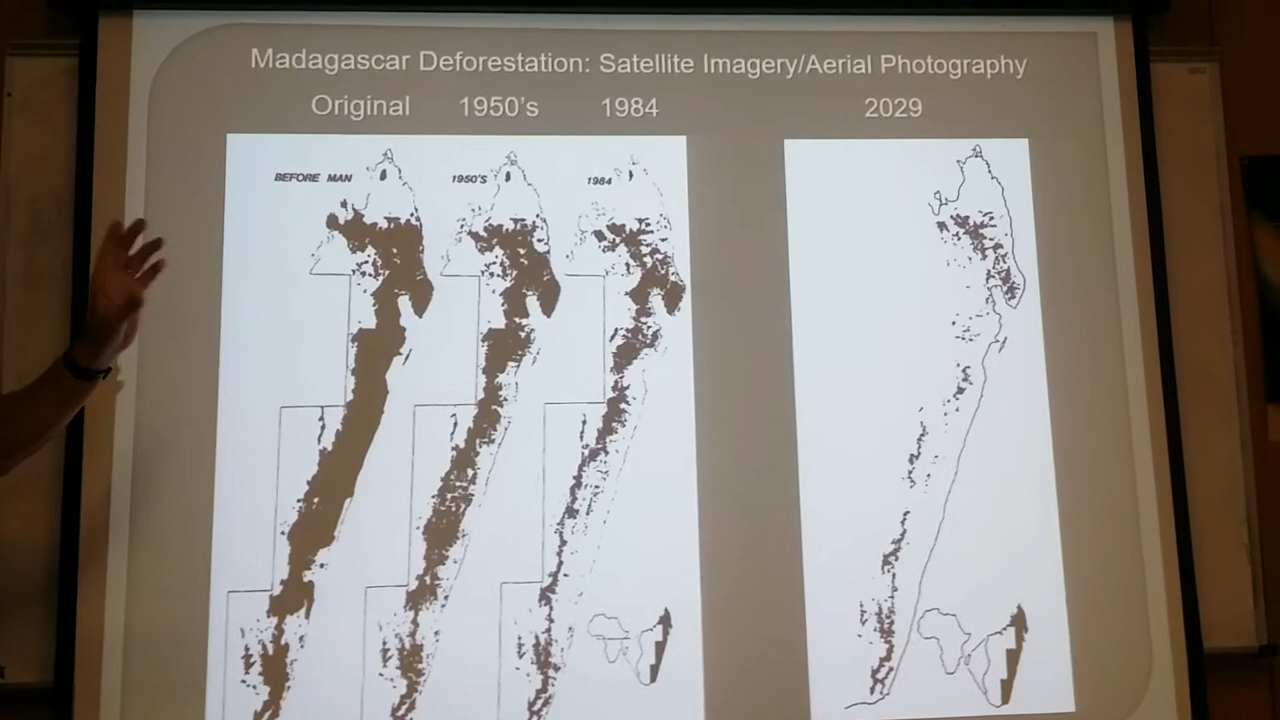 Madagascar Deforestation: Satellite Imagery/Aerial Photography
Original 1950's 1984 2029
BEFORE MAN 1950'S 1984